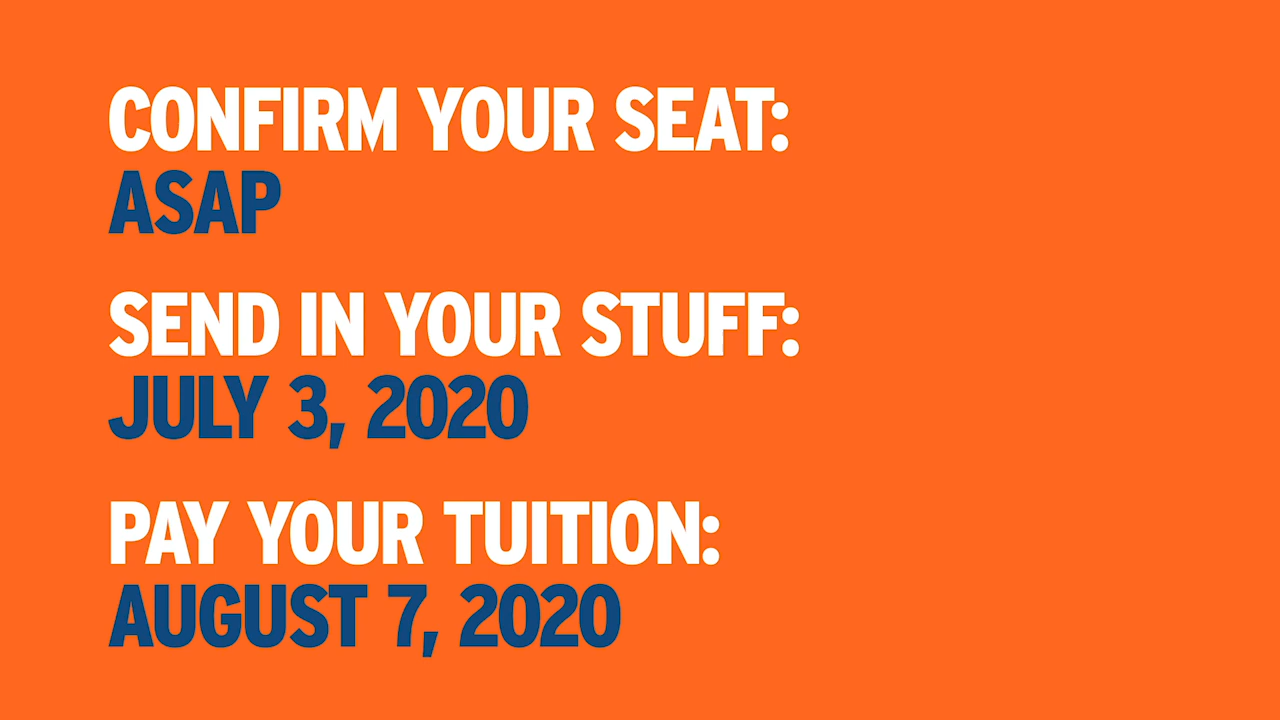 CONFIRM YOUR SEAT:
ASAP
SEND IN YOUR STUFF:
JULY 3, 2020
PAY YOUR TUITION:
AUGUST 7, 2020